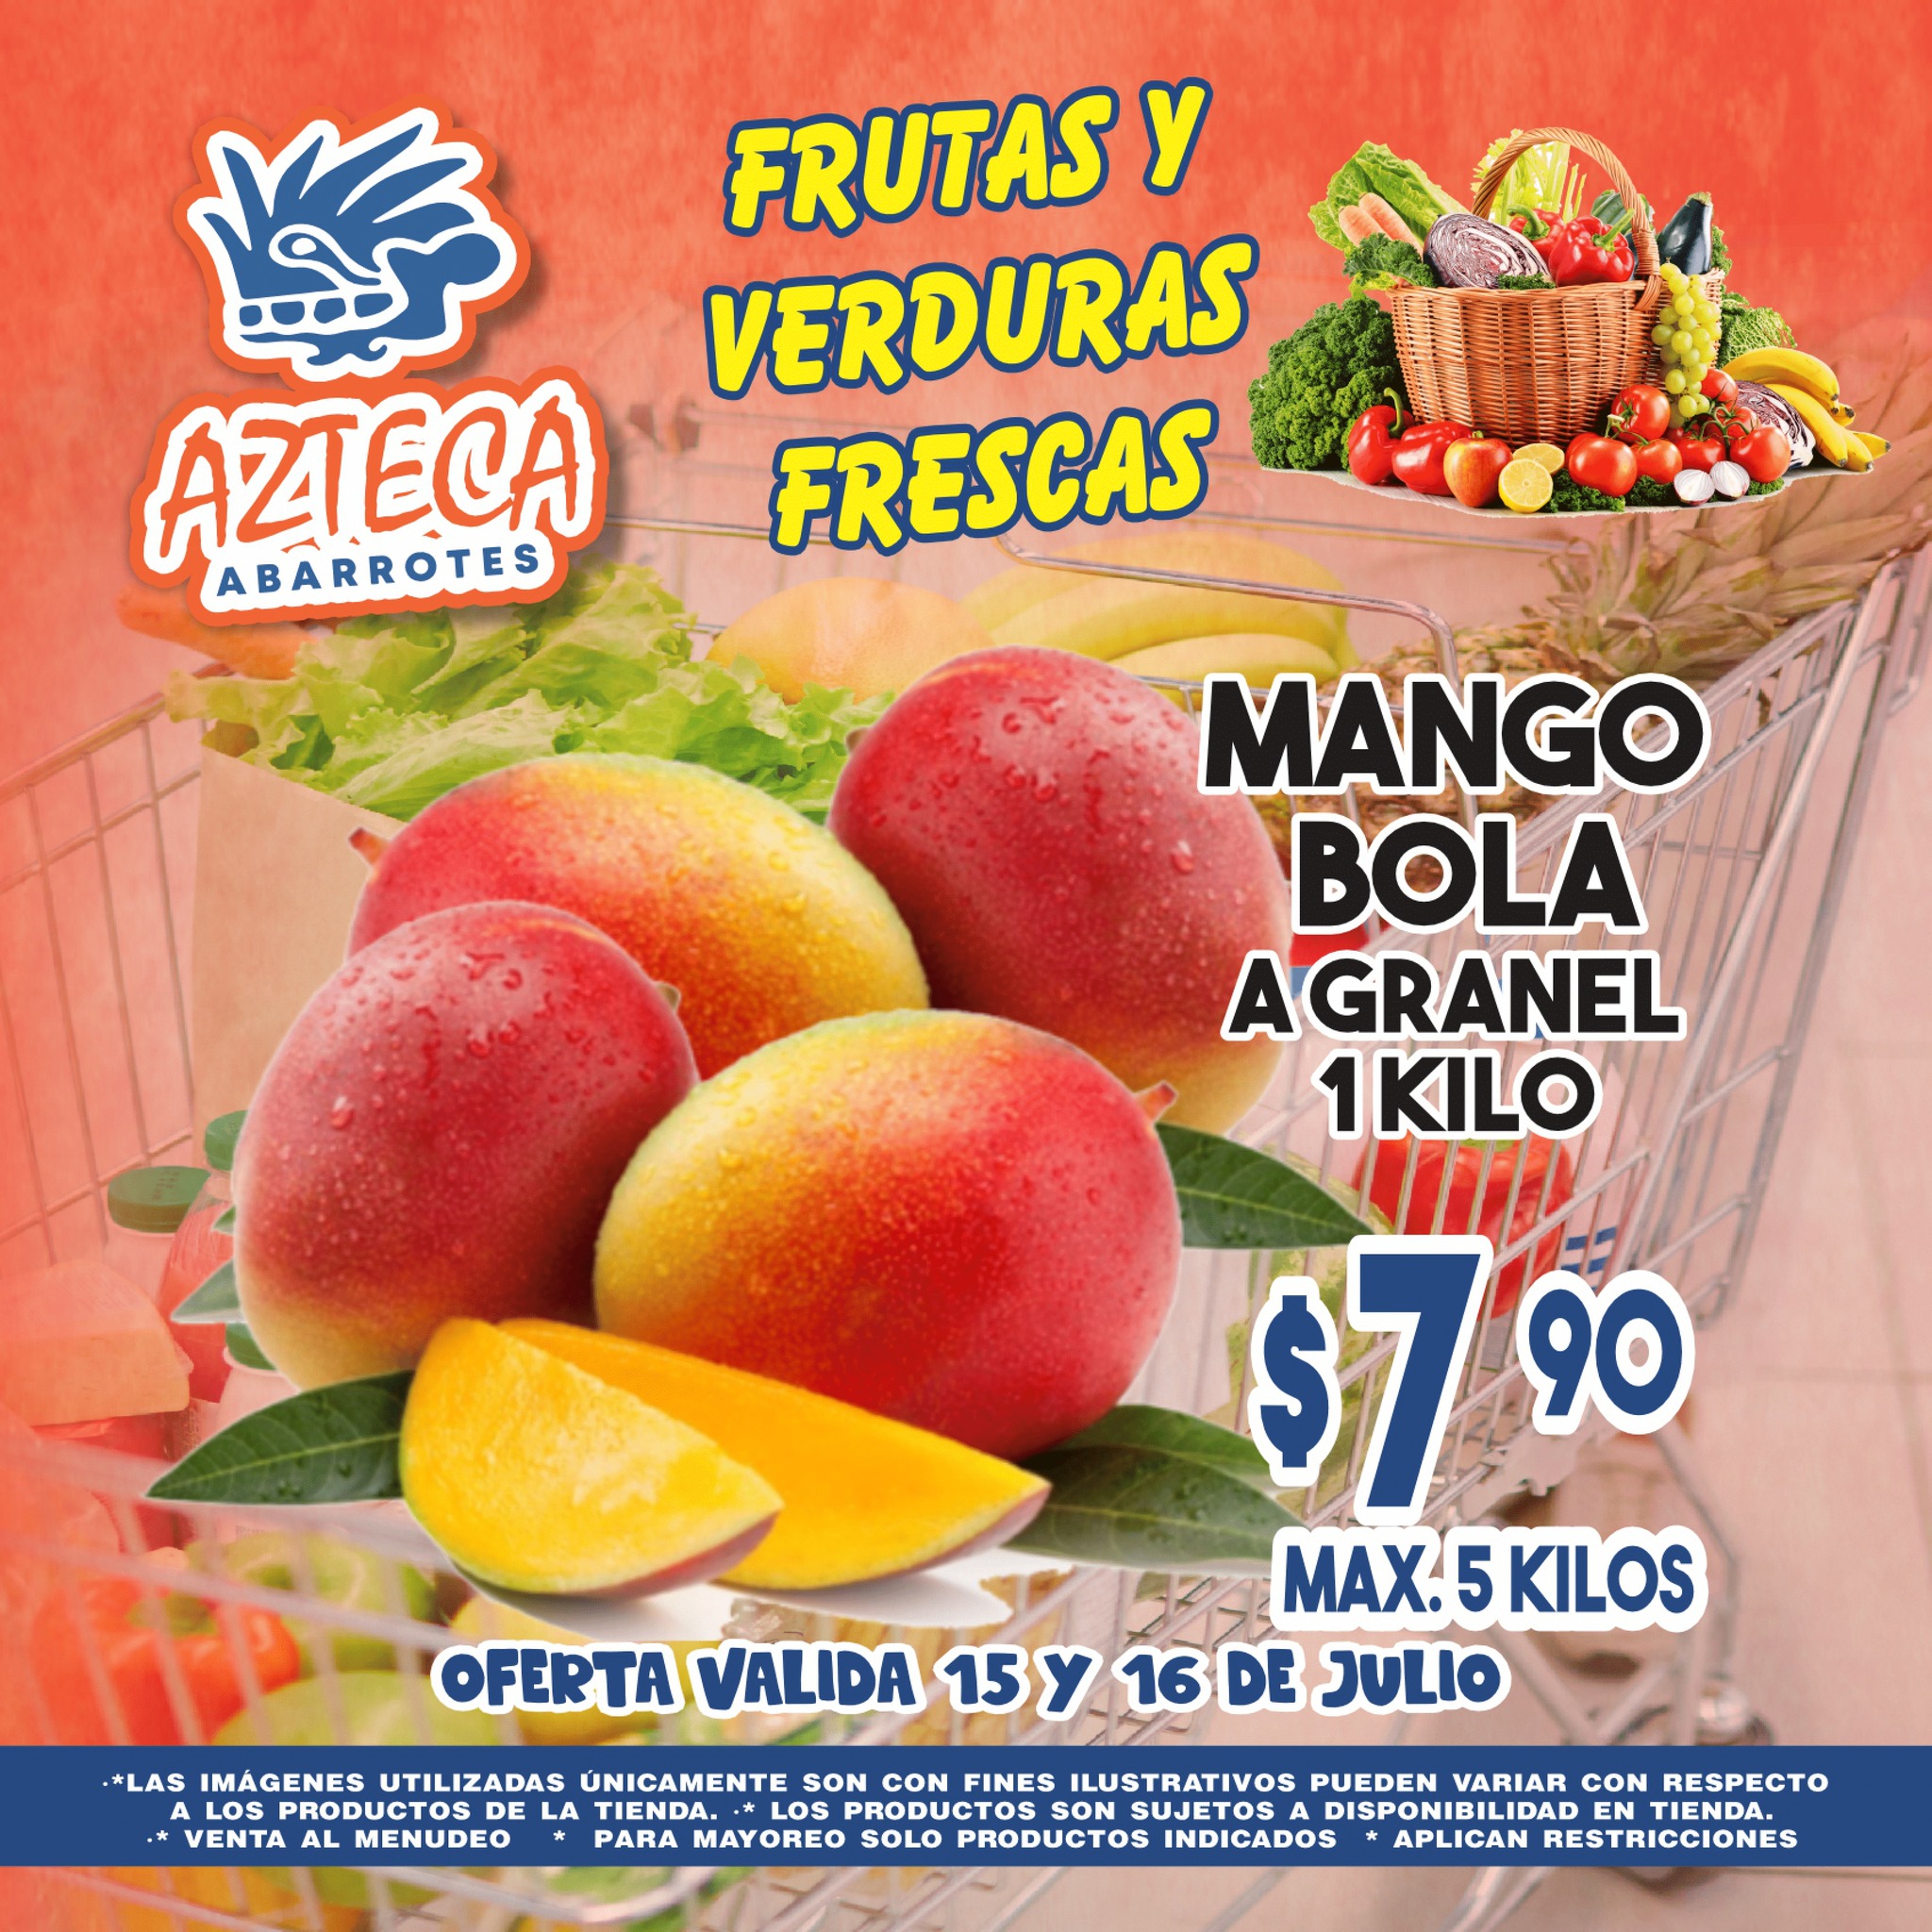 AZTECA
ABARROTES
FRUTAS Y
VERDURAS
FRESCAS
MANGO
BOLA
A GRANEL
1 KILO
$7 90
MAX. 5 KILOS
OFERTA VALIDA 15 Y 16 DE JULIO
·*LAS IMÁGENES UTILIZADAS ÚNICAMENTE SON CON FINES ILUSTRATIVOS PUEDEN VARIAR CON RESPECTO
A LOS PRODUCTOS DE LA TIENDA. ·* LOS PRODUCTOS SON SUJETOS A DISPONIBILIDAD EN TIENDA.
·* VENTA AL MENUDEO * PARA MAYOREO SOLO PRODUCTOS INDICADOS * APLICAN RESTRICCIONES